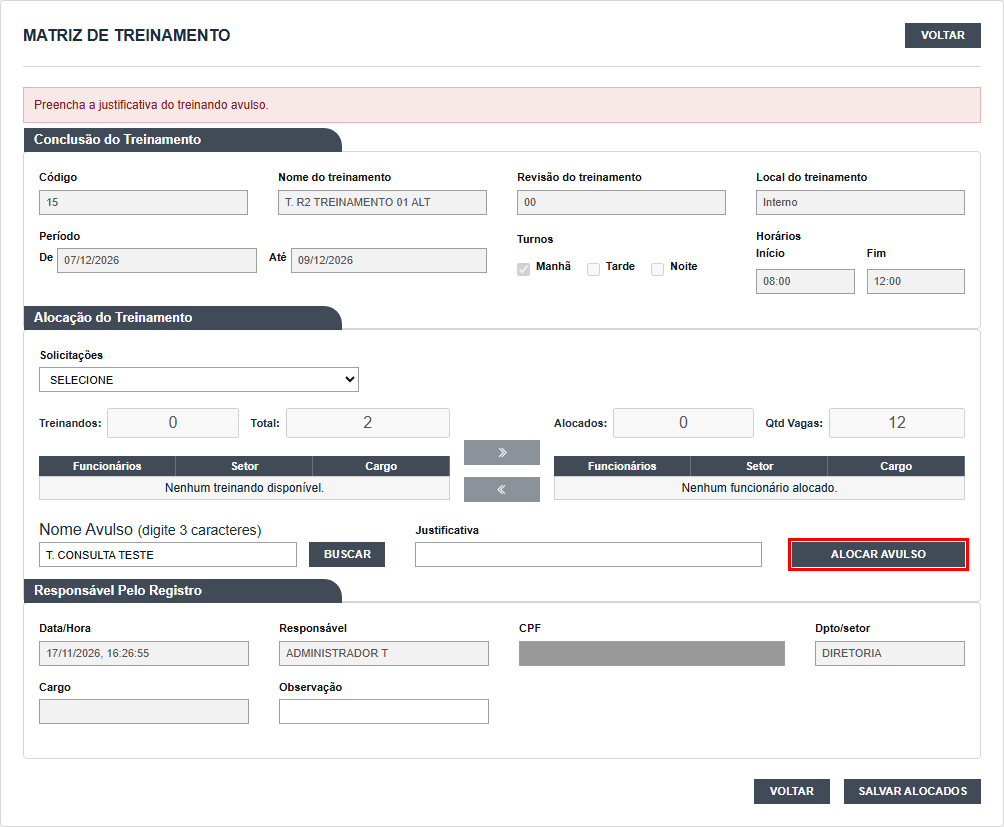 MATRIZ DE TREINAMENTO
VOLTAR
Preencha a justificativa do treinando avulso.
Conclusão do Treinamento
Código
Nome do treinamento
Revisão do treinamento
Local do treinamento
15
T. R2 TREINAMENTO 01 ALT
00
Interno
Período
Turnos
Horários
De 07/12/2026 Até 09/12/2026
Manhã Tarde Noite
Início
Fim
08:00
12:00
Alocação do Treinamento
Solicitações
SELECIONE
Treinandos: 0 Total: 2
Alocados: 0 Qtd Vagas: 12
Funcionários Setor Cargo
Nenhum treinando disponível.
»
«
Funcionários Setor Cargo
Nenhum funcionário alocado.
Nome Avulso (digite 3 caracteres)
Justificativa
T. CONSULTA TESTE
BUSCAR
ALOCAR AVULSO
Responsável Pelo Registro
Data/Hora
Responsável
CPF
Dpto/setor
17/11/2026, 16:26:55
ADMINISTRADOR T
DIRETORIA
Cargo
Observação
VOLTAR
SALVAR ALOCADOS